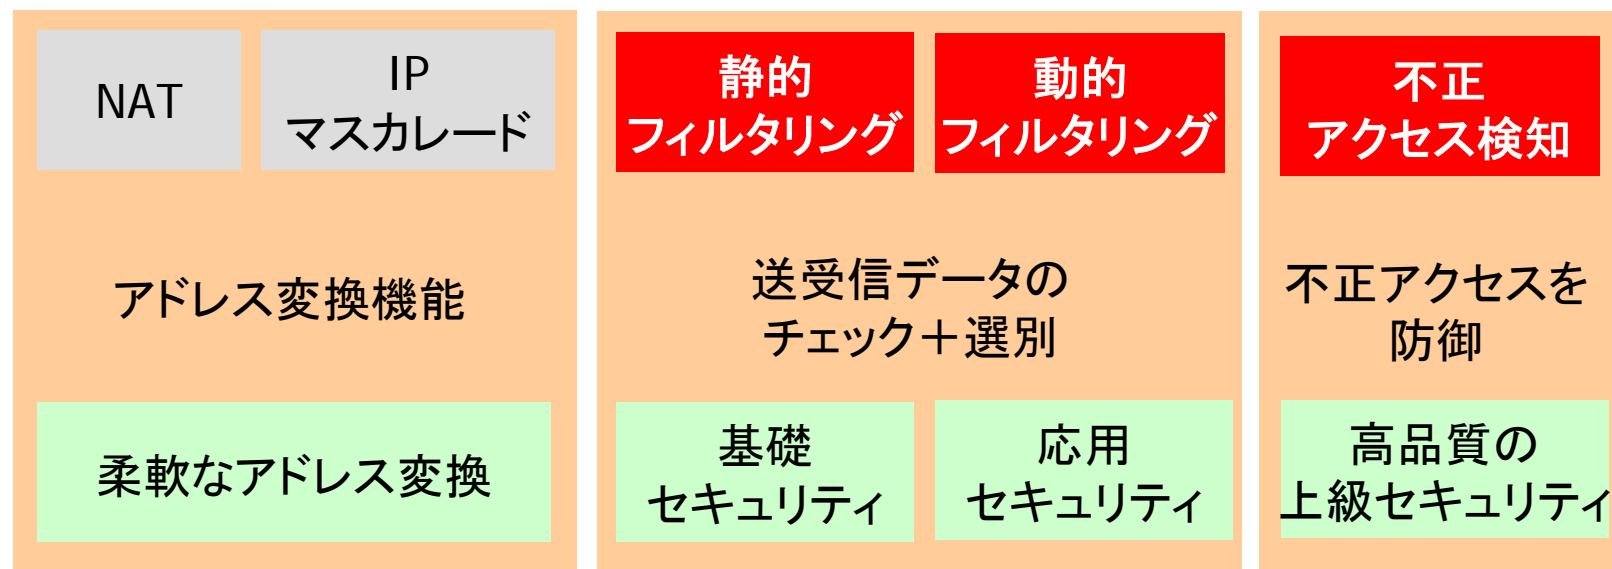 NAT
IP
マスカレード
アドレス変換機能
柔軟なアドレス変換
静的
フィルタリング
動的
フィルタリング
送受信データの
チェック＋選別
基礎
セキュリティ
応用
セキュリティ
不正
アクセス検知
不正アクセスを
防御
高品質の
上級セキュリティ